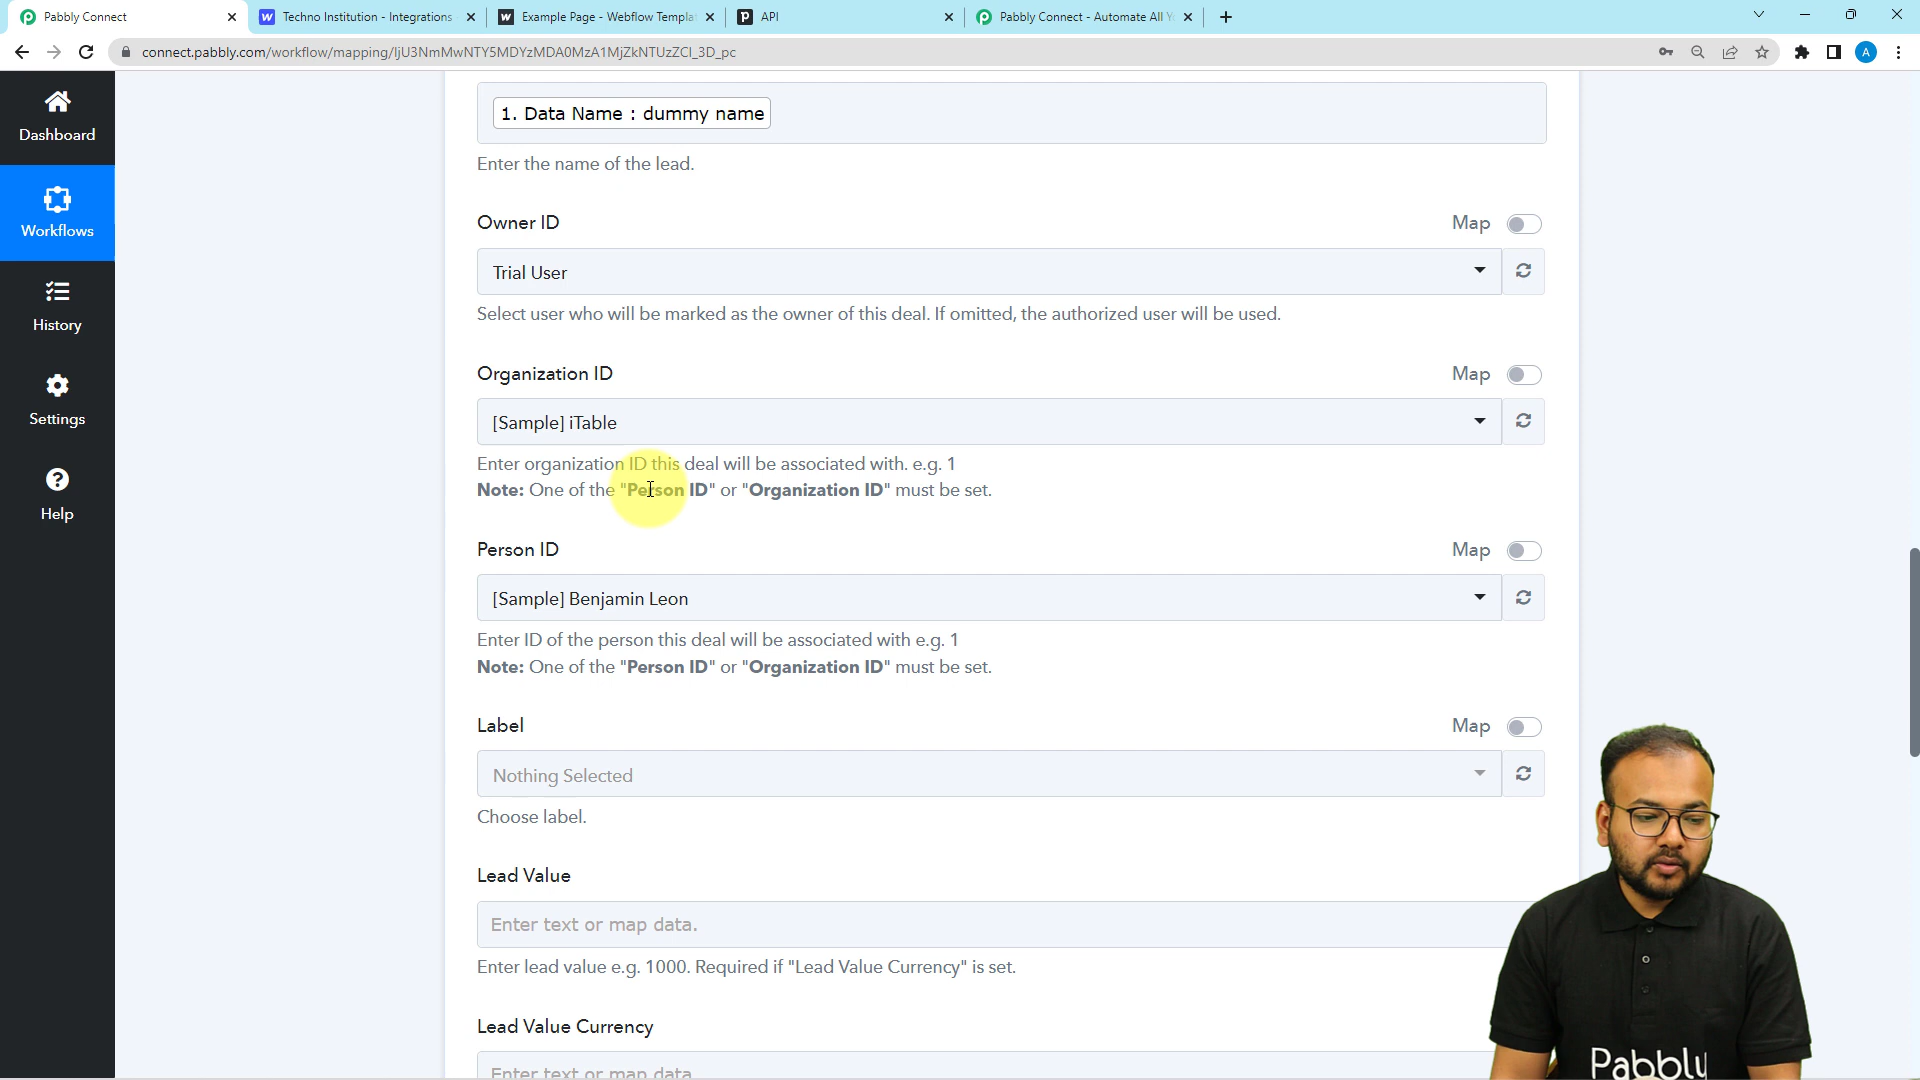 Pabbly Connect
Techno Institution - Integrations
Example Page - Webflow Templa
API
Pabbly Connect - Automate All Y
connect.pabbly.com/workflow/mapping/IjU3NmMwNTY5MDYzMDA0MzA1MjZkNTUzZCI_3D_pc
A
Dashboard
Workflows
History
Settings
Help
1. Data Name : dummy name
Enter the name of the lead.
Owner ID
Map
Trial User
Select user who will be marked as the owner of this deal. If omitted, the authorized user will be used.
Organization ID
Map
[Sample] iTable
Enter organization ID this deal will be associated with. e.g. 1
Note: One of the "Person ID" or "Organization ID" must be set.
Person ID
Map
[Sample] Benjamin Leon
Enter ID of the person this deal will be associated with e.g. 1
Note: One of the "Person ID" or "Organization ID" must be set.
Label
Map
Nothing Selected
Choose label.
Lead Value
Enter text or map data.
Enter lead value e.g. 1000. Required if "Lead Value Currency" is set.
Lead Value Currency
Enter text or map data.
Pabbly